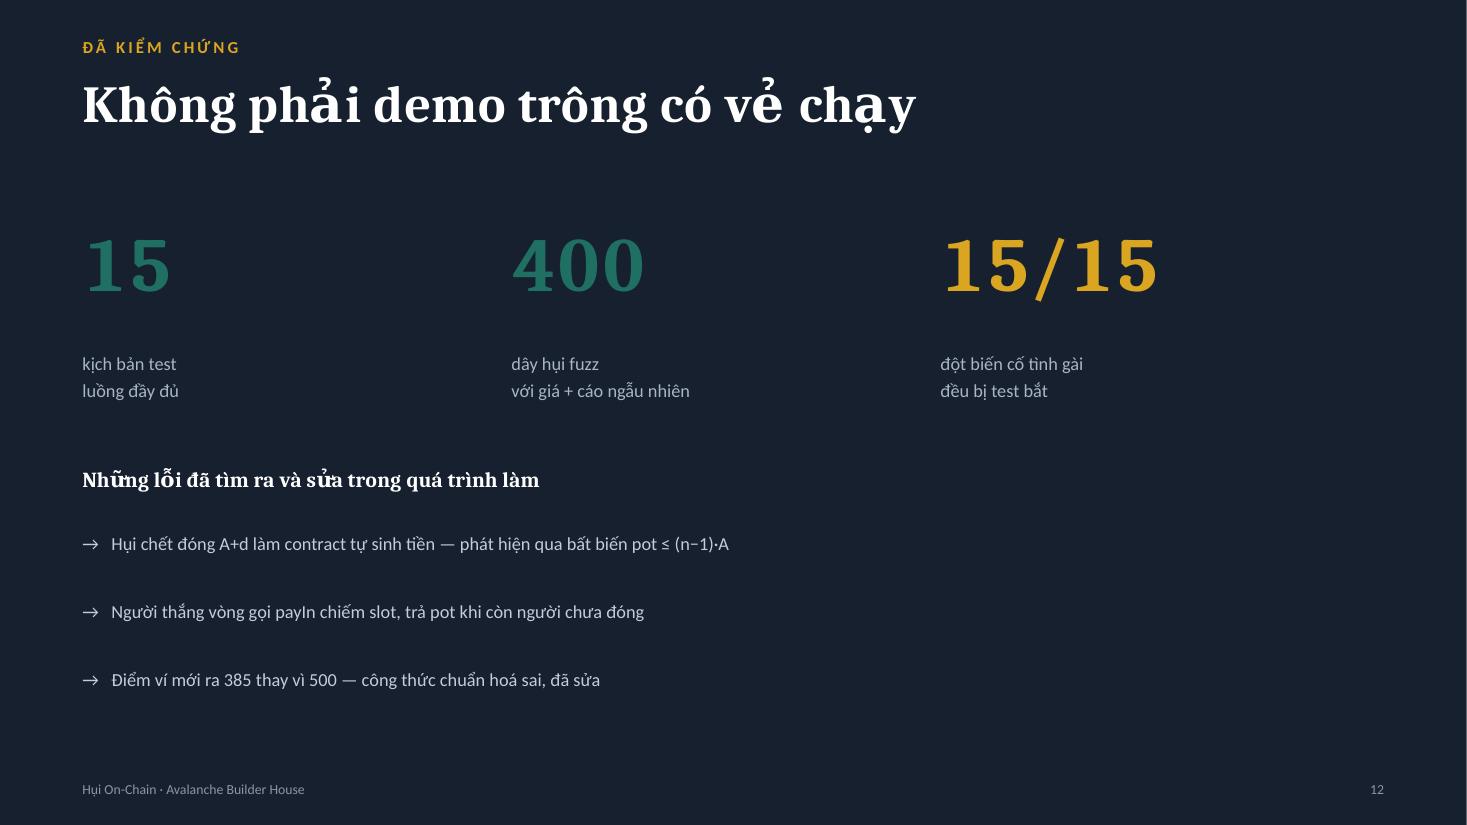 ĐÃ KIỂM CHỨNG
Không phải demo trông có vẻ chạy
15
400
15/15
kịch bản test
luồng đầy đủ
dây hụi fuzz
với giá + cáo ngẫu nhiên
đột biến cố tình gài
đều bị test bắt
Những lỗi đã tìm ra và sửa trong quá trình làm
→ Hụi chết đóng A+d làm contract tự sinh tiền — phát hiện qua bất biến pot ≤ (n−1)·A
→ Người thắng vòng gọi payIn chiếm slot, trả pot khi còn người chưa đóng
→ Điểm ví mới ra 385 thay vì 500 — công thức chuẩn hoá sai, đã sửa
Hụi On-Chain · Avalanche Builder House
12